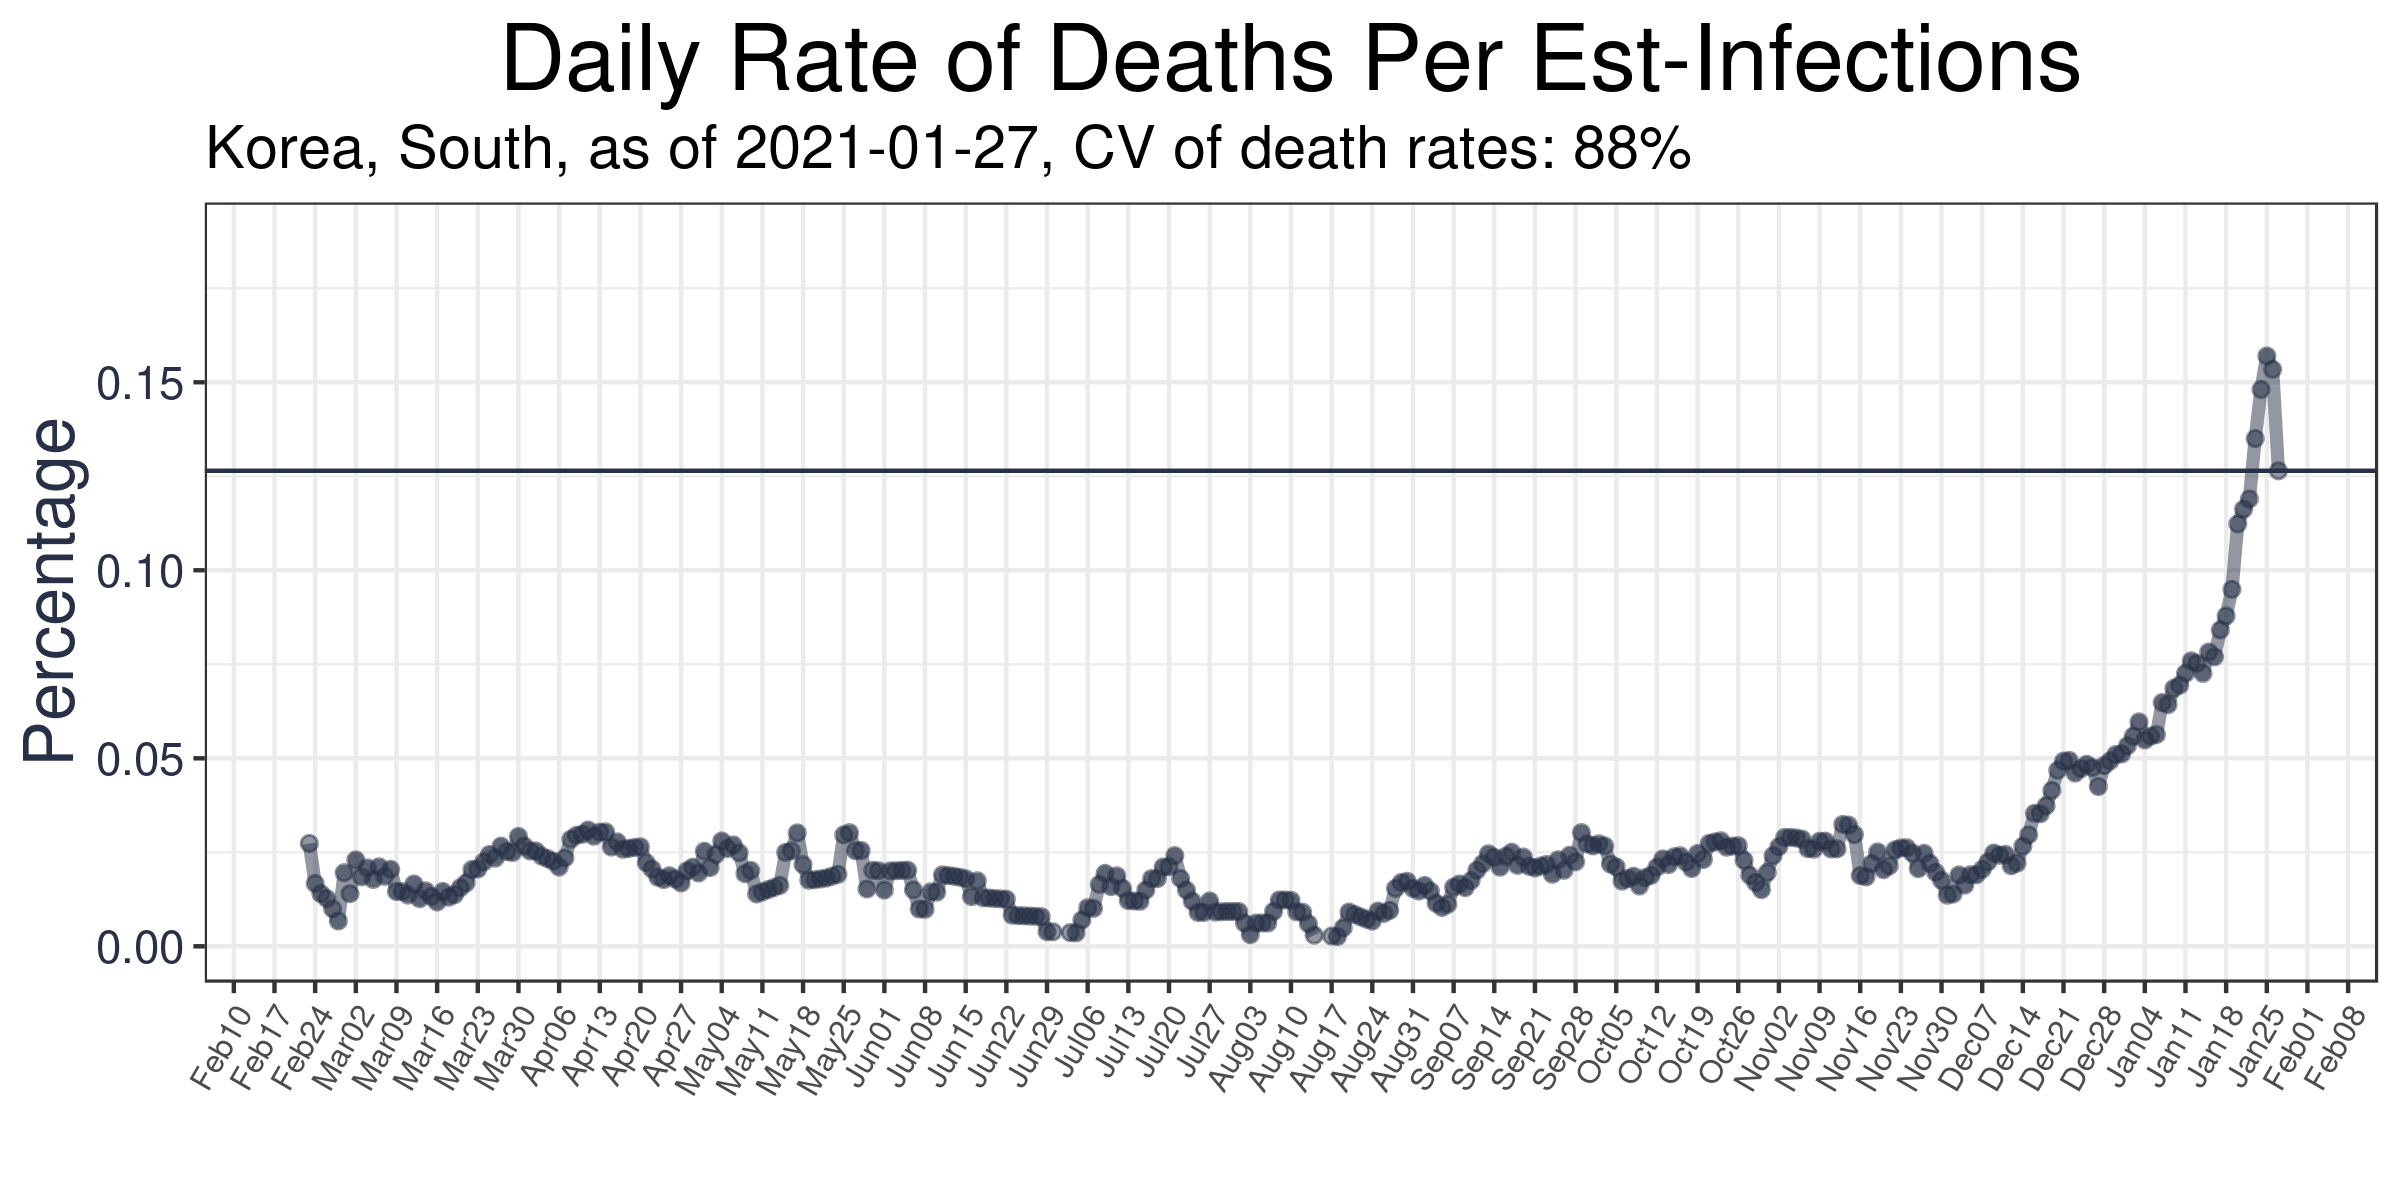 Daily Rate of Deaths Per Est-Infections
Korea, South, as of 2021-01-27, CV of death rates: 88%
Percentage
0.15
0.10
0.05
0.00
Feb10
Feb17
Feb24
Mar02
Mar09
Mar16
Mar23
Mar30
Apr06
Apr13
Apr20
Apr27
May04
May11
May18
May25
Jun01
Jun08
Jun15
Jun22
Jun29
Jul06
Jul13
Jul20
Jul27
Aug03
Aug10
Aug17
Aug24
Aug31
Sep07
Sep14
Sep21
Sep28
Oct05
Oct12
Oct19
Oct26
Nov02
Nov09
Nov16
Nov23
Nov30
Dec07
Dec14
Dec21
Dec28
Jan04
Jan11
Jan18
Jan25
Feb01
Feb08